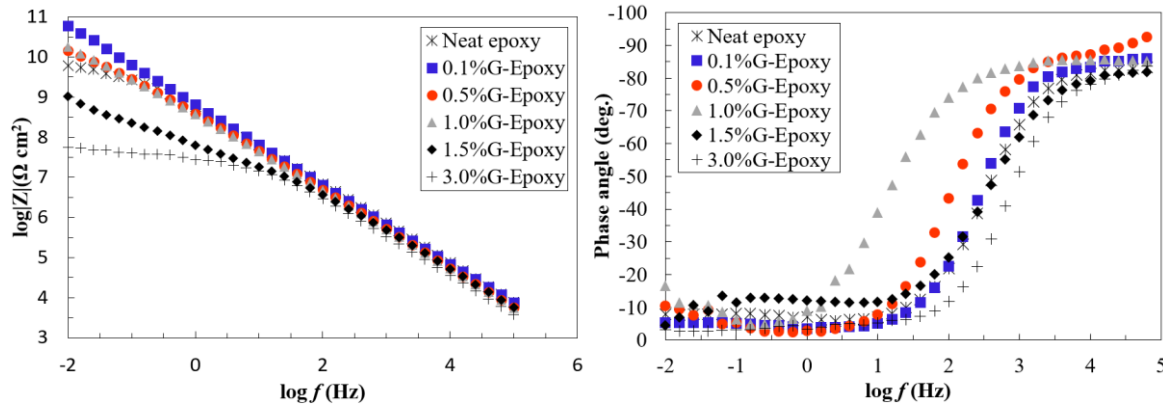 11
10
9
8
7
6
5
4
3
log|Z|(Ω cm2)
-2 -1 0 1 2 3 4 5 6
log f (Hz)
Neat epoxy
0.1%G-Epoxy
0.5%G-Epoxy
1.0%G-Epoxy
1.5%G-Epoxy
3.0%G-Epoxy
-100
-90
-80
-70
-60
-50
-40
-30
-20
-10
0
Phase angle (deg.)
-2 -1 0 1 2 3 4 5
log f (Hz)
Neat epoxy
0.1%G-Epoxy
0.5%G-Epoxy
1.0%G-Epoxy
1.5%G-Epoxy
3.0%G-Epoxy